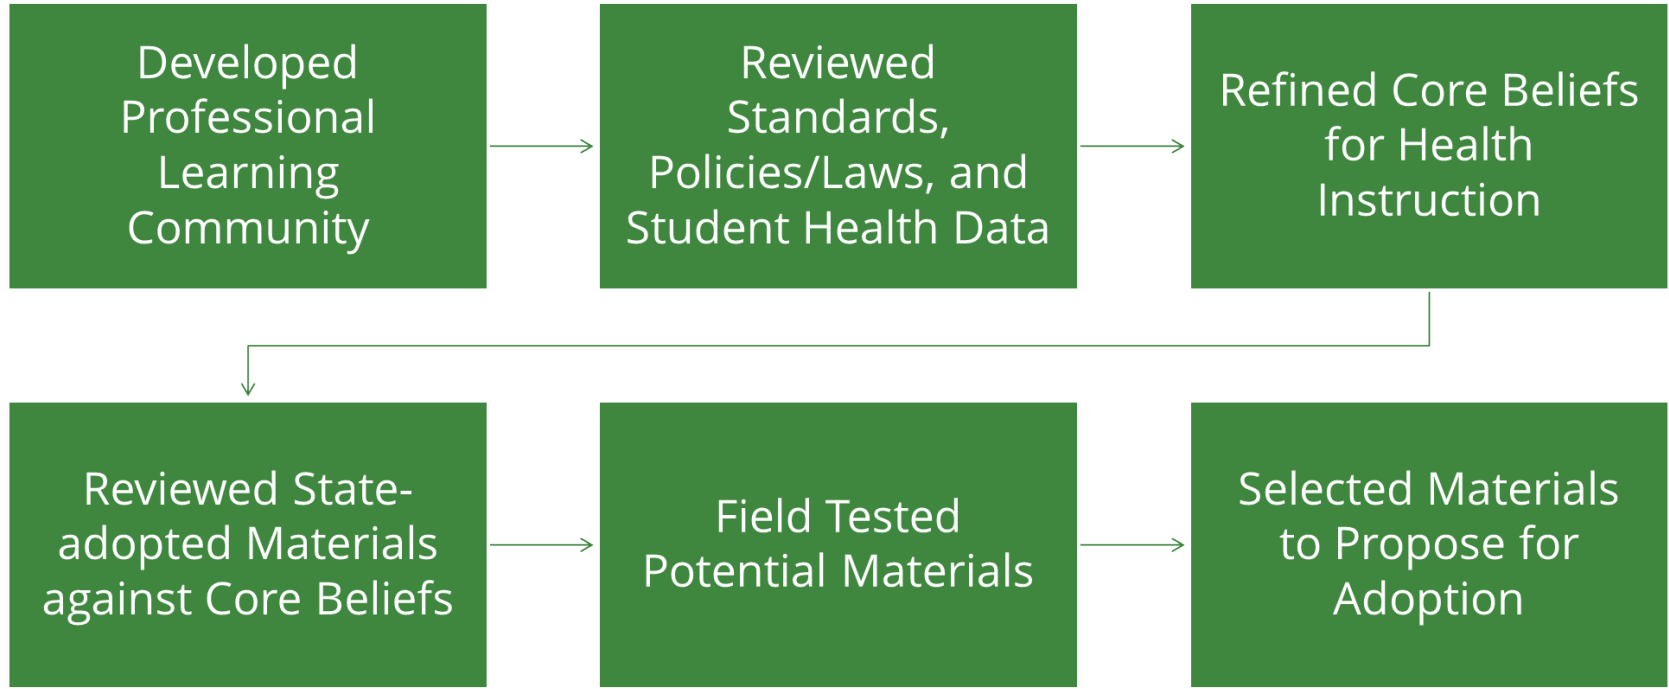 Developed
Professional
Learning
Community
Reviewed
Standards,
Policies/Laws, and
Student Health Data
Refined Core Beliefs
for Health
Instruction
Reviewed State-
adopted Materials
against Core Beliefs
Field Tested
Potential Materials
Selected Materials
to Propose for
Adoption